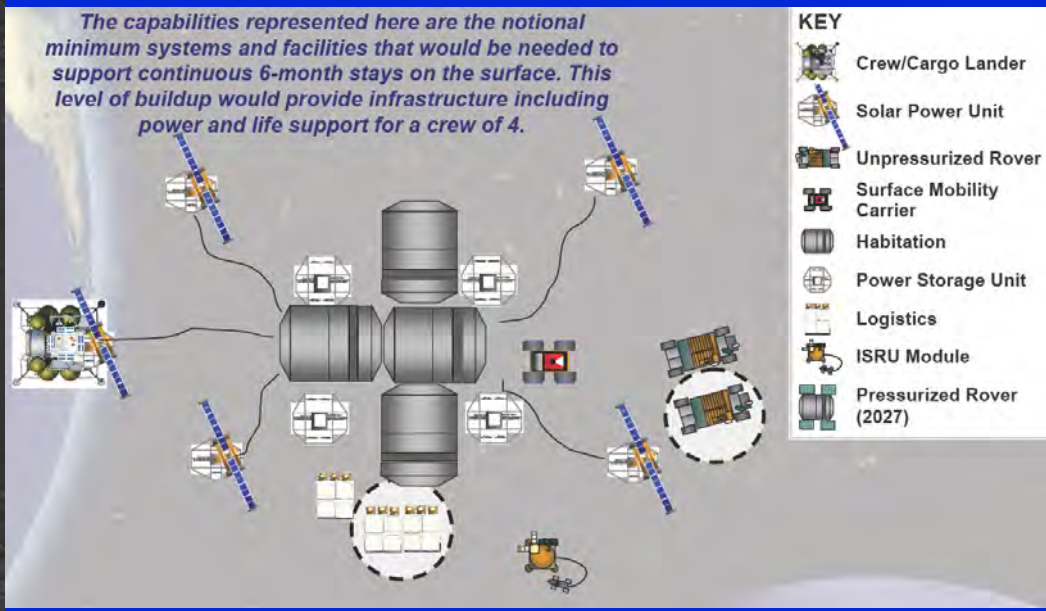 The capabilities represented here are the notional
minimum systems and facilities that would be needed to
support continuous 6-month stays on the surface. This
level of buildup would provide infrastructure including
power and life support for a crew of 4.
KEY
Crew/Cargo Lander
Solar Power Unit
Unpressurized Rover
Surface Mobility
Carrier
Habitation
Power Storage Unit
Logistics
ISRU Module
Pressurized Rover
(2027)